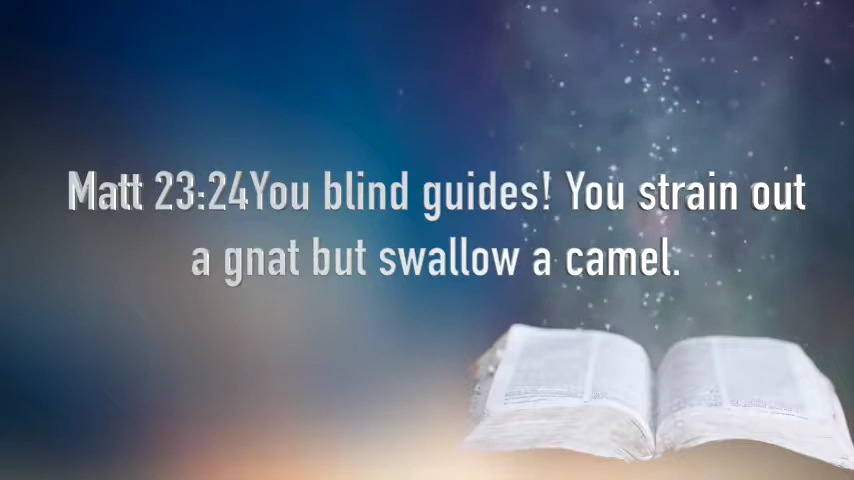 Matt 23:24You blind guides! You strain out
a gnat but swallow a camel.